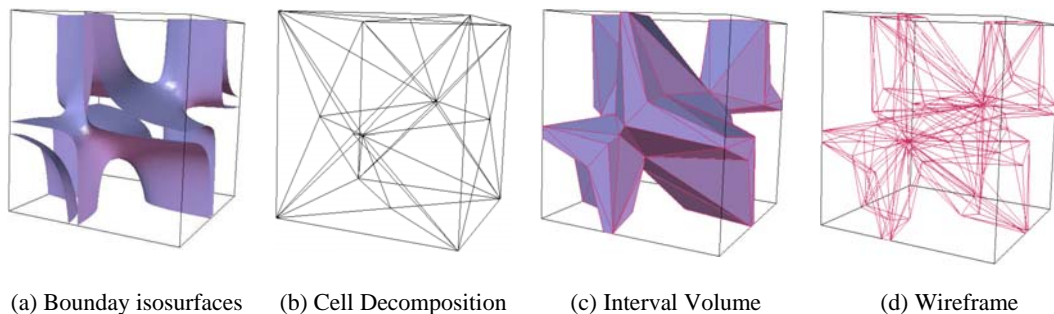 (a) Bounday isosurfaces (b) Cell Decomposition (c) Interval Volume (d) Wireframe